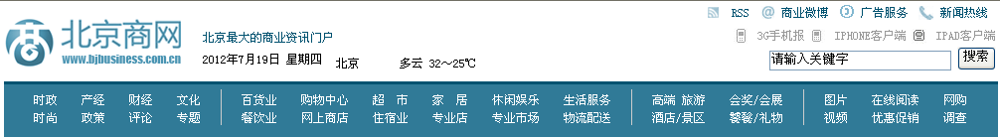 RSS 商业微博 广告服务 新闻热线
北京商网
www.bjbusiness.com.cn
北京最大的商业资讯门户
3G手机报 IPHONE客户端 IPAD客户端
2012年7月19日 星期四 北京 多云 32～25℃
请输入关键字 搜索
时政 产经 财经 文化 百货业 购物中心 超 市 家 居 休闲娱乐 生活服务 高端 旅游 会奖/会展 图片 在线阅读 网购
时尚 政策 评论 专题 餐饮业 网上商店 住宿业 专业店 专业市场 物流配送 酒店/景区 饕餮/礼物 视频 优惠促销 调查